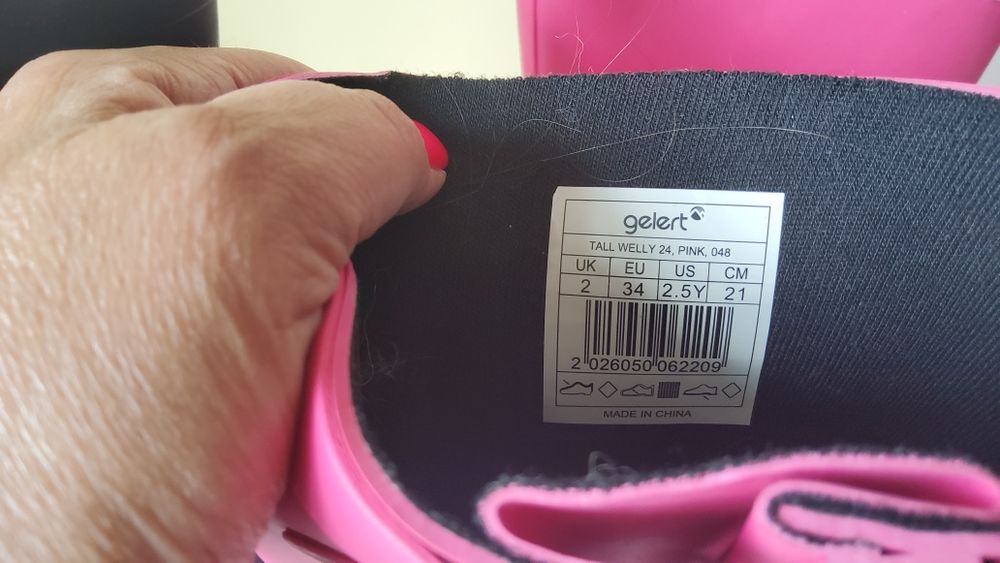 gelert
TALL WELLY 24, PINK, 048
UK EU US CM
2 34 2.5Y 21
2 026050 062209
MADE IN CHINA